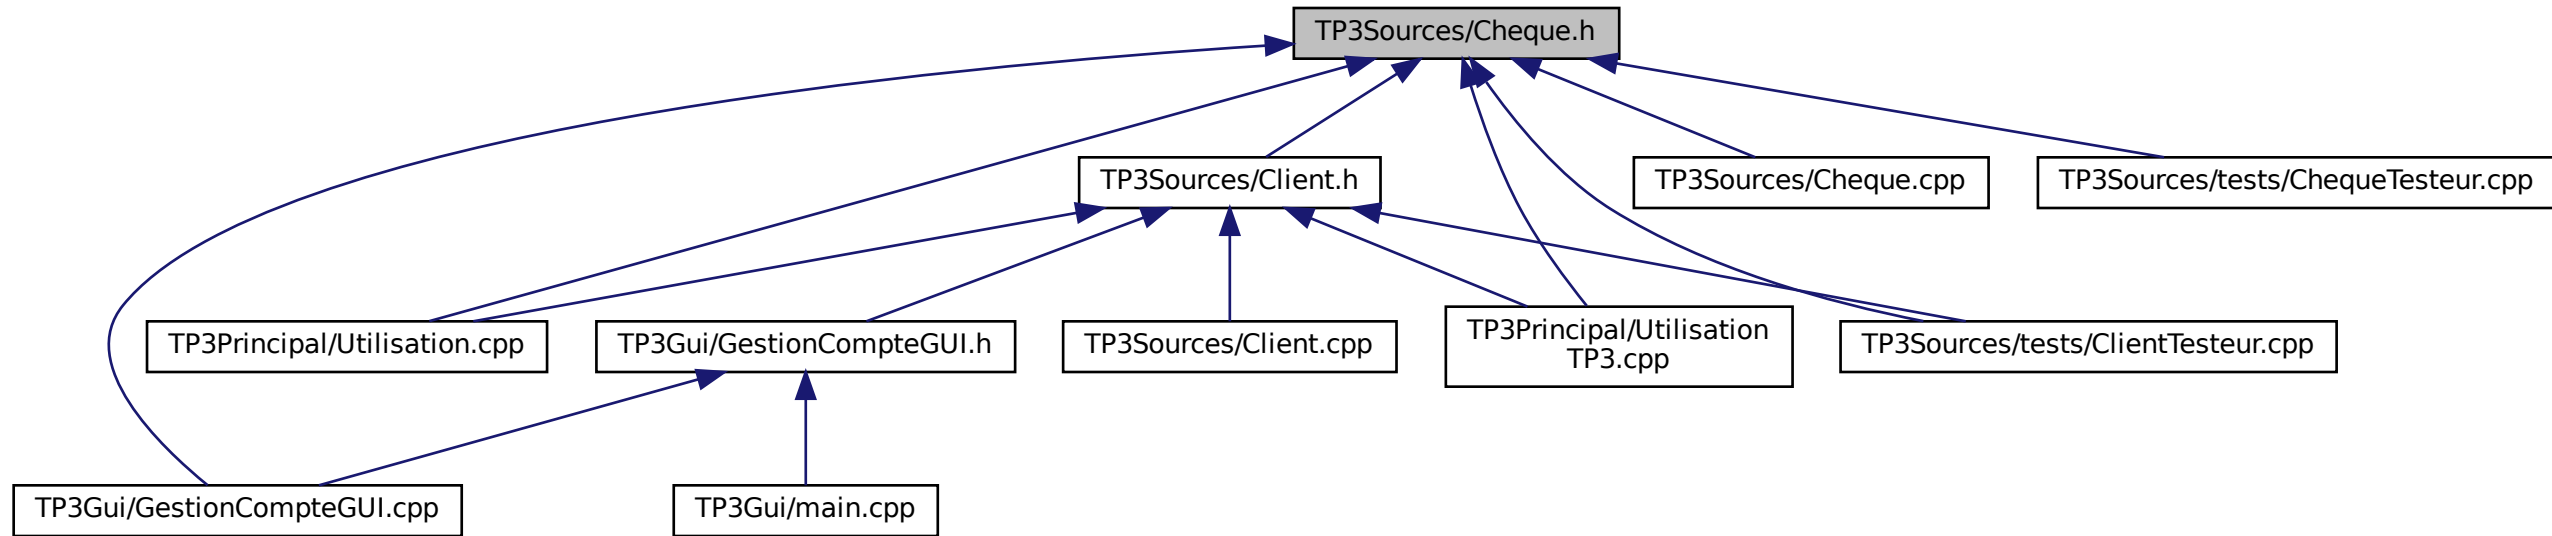 TP3Sources/Cheque.h
TP3Sources/Client.h
TP3Sources/Cheque.cpp
TP3Sources/tests/ChequeTesteur.cpp
TP3Principal/Utilisation.cpp
TP3Gui/GestionCompteGUI.h
TP3Sources/Client.cpp
TP3Principal/Utilisation
TP3.cpp
TP3Sources/tests/ClientTesteur.cpp
TP3Gui/GestionCompteGUI.cpp
TP3Gui/main.cpp